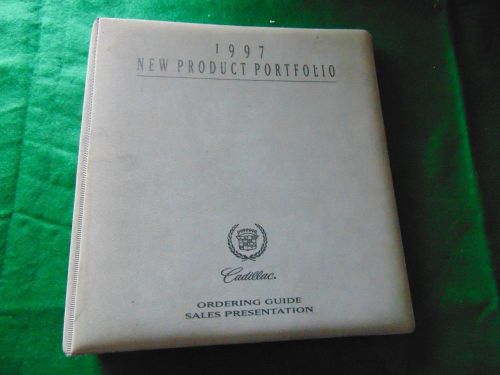 1997
NEW PRODUCT PORTFOLIO
Cadillac.
ORDERING GUIDE
SALES PRESENTATION